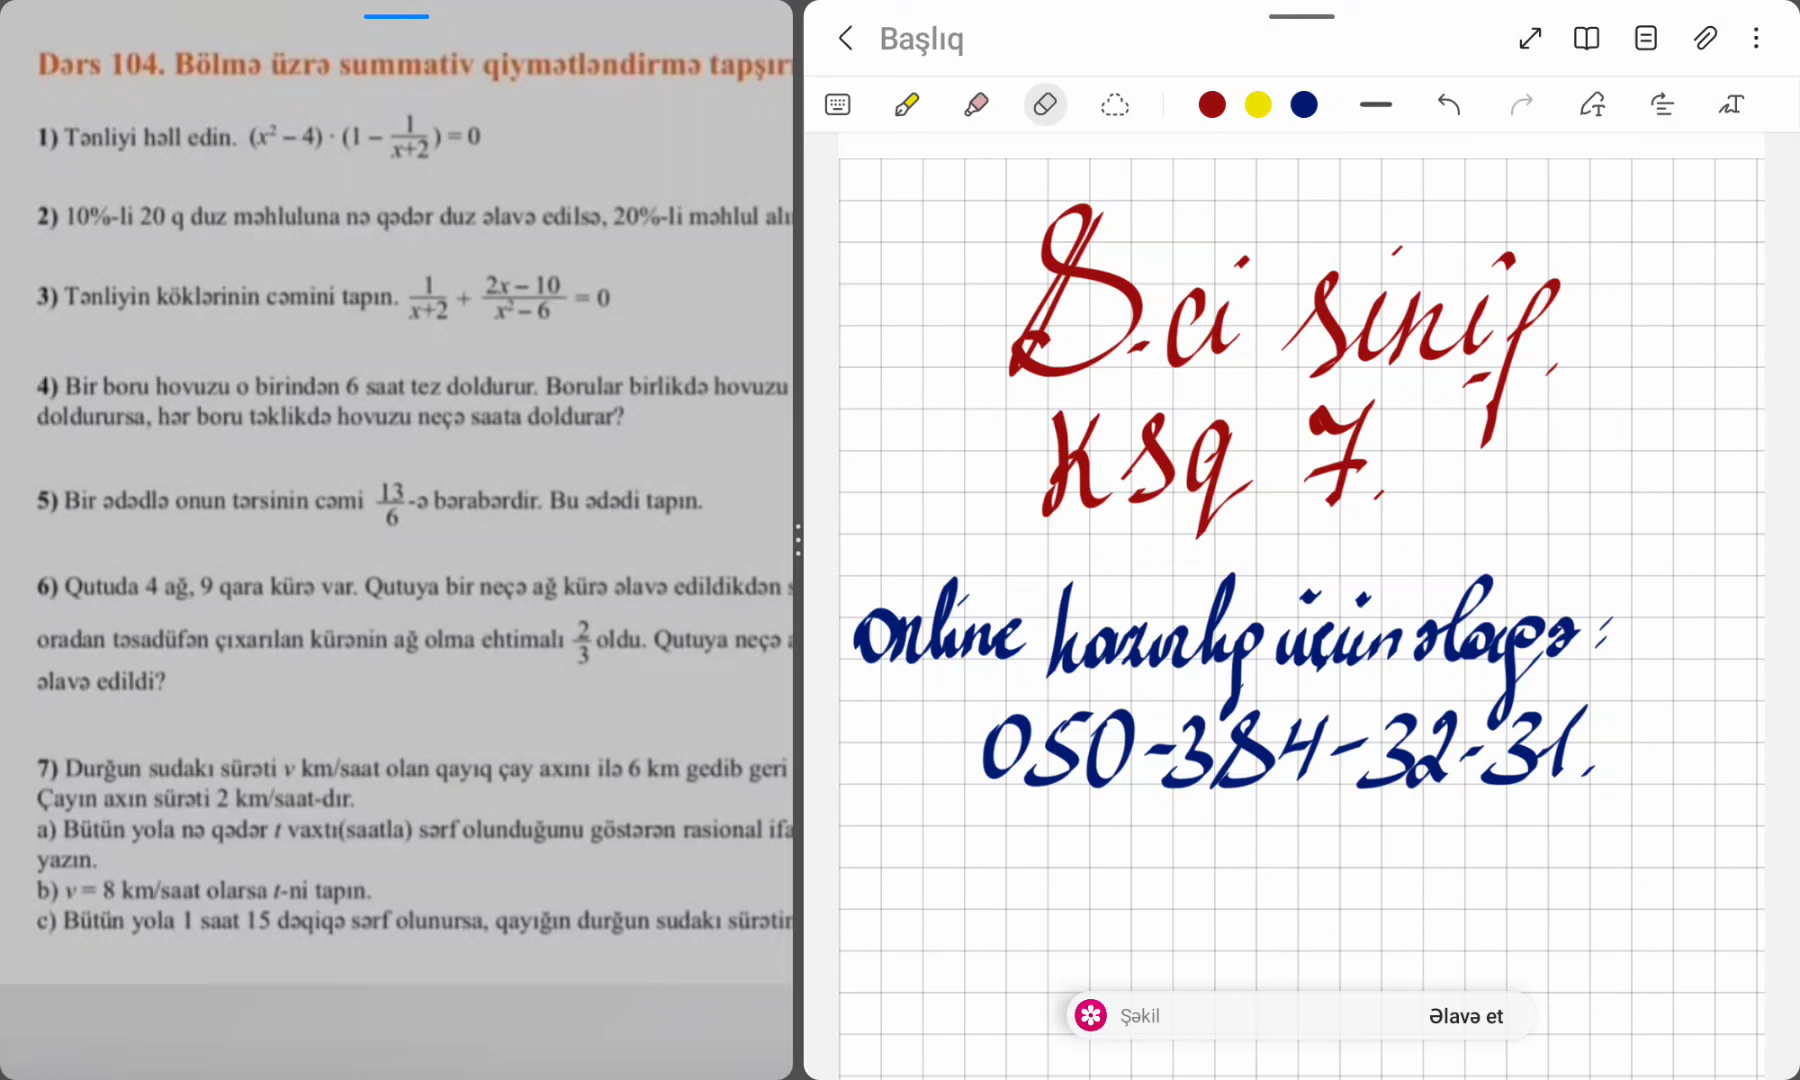 Dərs 104. Bölmə üzrə summativ qiymətləndirmə
1) Tənliyi həll edin. (x² – 4) · (1 – 1/(x+2)) = 0
2) 10%-li 20 q duz məhluluna nə qədər duz əlavə edilsə, 20%-li məhlul
3) Tənliyin köklərinin cəmini tapın. 1/(x+2) + (2x – 10)/(x² – 6) = 0
4) Bir boru hovuzu o birindən 6 saat tez doldurur. Borular birlikdə hovuzu
doldurursa, hər boru təklikdə hovuzu neçə saata doldurar?
5) Bir ədədlə onun tərsinin cəmi 13/6-ə bərabərdir. Bu ədədi tapın.
6) Qutuda 4 ağ, 9 qara kürə var. Qutuya bir neçə ağ kürə əlavə edildikdən
oradan təsadüfən çıxarılan kürənin ağ olma ehtimalı 2/3 oldu. Qutuya neçə
əlavə edildi?
7) Durğun sudakı sürəti v km/saat olan qayıq çay axını ilə 6 km gedib geri
Çayın axın sürəti 2 km/saat-dır.
a) Bütün yola nə qədər t vaxtı(saatla) sərf olunduğunu göstərən rasional
yazın.
b) v = 8 km/saat olarsa t-ni tapın.
c) Bütün yola 1 saat 15 dəqiqə sərf olunursa, qayığın durğun sudakı
Başlıq
8-ci sinif
KSQ 7.
Online hazırlıq üçün əlaqə:
050-384-32-31.
Şəkil
Əlavə et